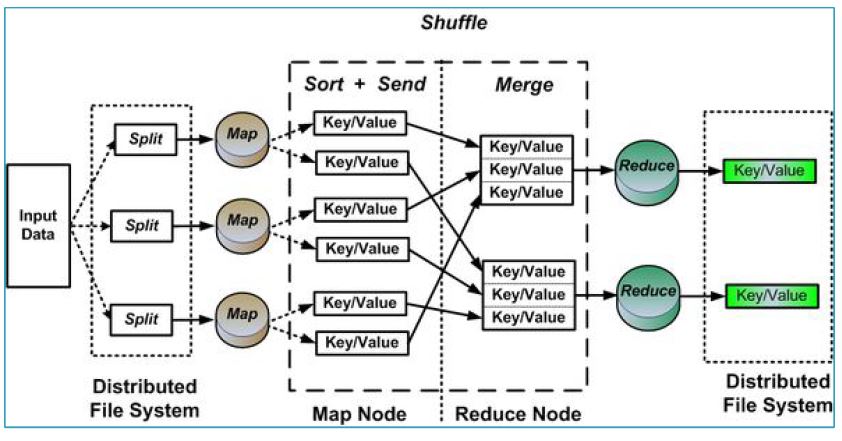 Shuffle
Sort + Send
Merge
Input
Data
Split
Split
Split
Map
Map
Map
Key/Value
Key/Value
Key/Value
Key/Value
Key/Value
Key/Value
Key/Value
Key/Value
Key/Value
Key/Value
Key/Value
Key/Value
Reduce
Reduce
Key/Value
Key/Value
Distributed
File System
Map Node
Reduce Node
Distributed
File System